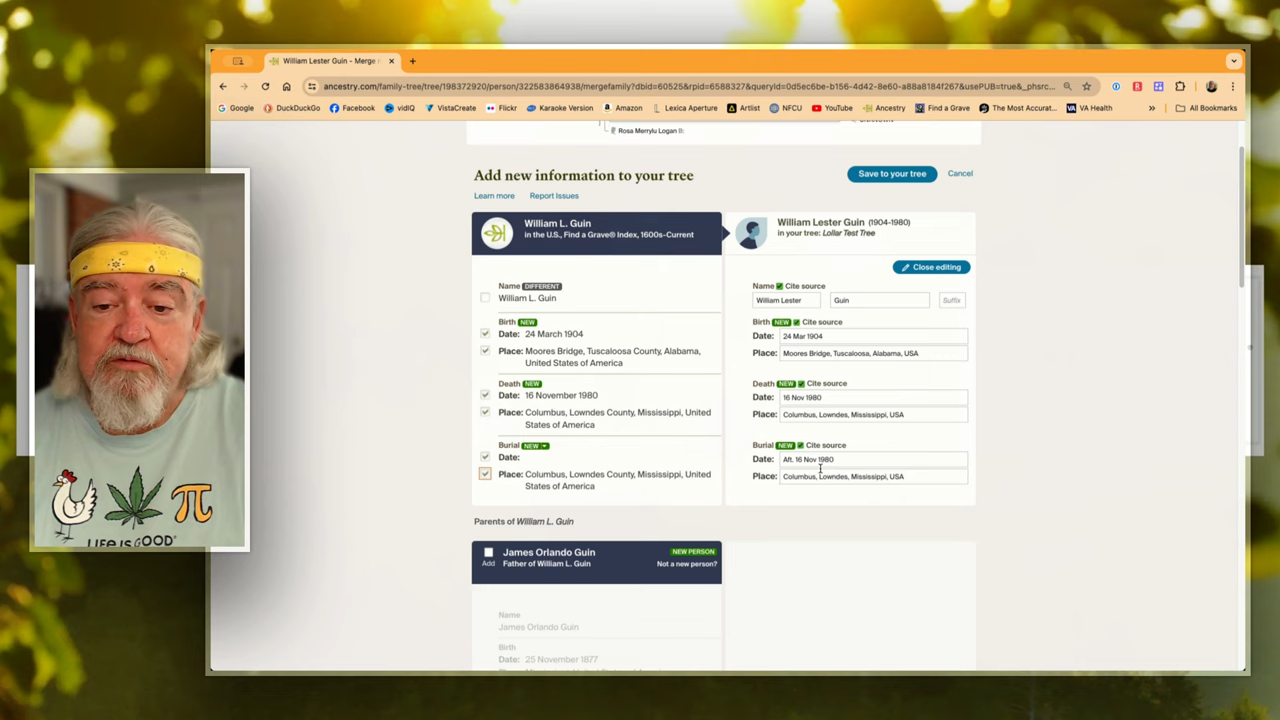 William Lester Guin - Merge
ancestry.com/family-tree/tree/198372920/person/322583864938/mergefamily?dbid=60525&rpid=6588327&queryId=0d5ec6be-b156-4d42-8e60-a88a8184f267&usePUB=true&_phsrc...
Google DuckDuckGo Facebook vidIQ VistaCreate Flickr Karaoke Version Amazon Lexica Aperture Artlist NFCU YouTube Ancestry Find a Grave The Most Accurat... VA Health » All Bookmarks
Rosa Merrylu Logan B:
Add new information to your tree
Save to your tree Cancel
Learn more Report Issues
William L. Guin
in the U.S., Find a Grave® Index, 1600s-Current
William Lester Guin (1904-1980)
in your tree: Lollar Test Tree
Close editing
Name DIFFERENT
William L. Guin
Name Cite source
William Lester Guin Suffix
Birth NEW
Date: 24 March 1904
Place: Moores Bridge, Tuscaloosa County, Alabama,
United States of America
Birth NEW Cite source
Date: 24 Mar 1904
Place: Moores Bridge, Tuscaloosa, Alabama, USA
Death NEW
Date: 16 November 1980
Place: Columbus, Lowndes County, Mississippi, United
States of America
Death NEW Cite source
Date: 16 Nov 1980
Place: Columbus, Lowndes, Mississippi, USA
Burial NEW
Date:
Place: Columbus, Lowndes County, Mississippi, United
States of America
Burial NEW Cite source
Date: Aft. 16 Nov 1980
Place: Columbus, Lowndes, Mississippi, USA
Parents of William L. Guin
Add
James Orlando Guin
Father of William L. Guin
NEW PERSON
Not a new person?
Name
James Orlando Guin
Birth
Date: 25 November 1877
LIFE IS GOOD